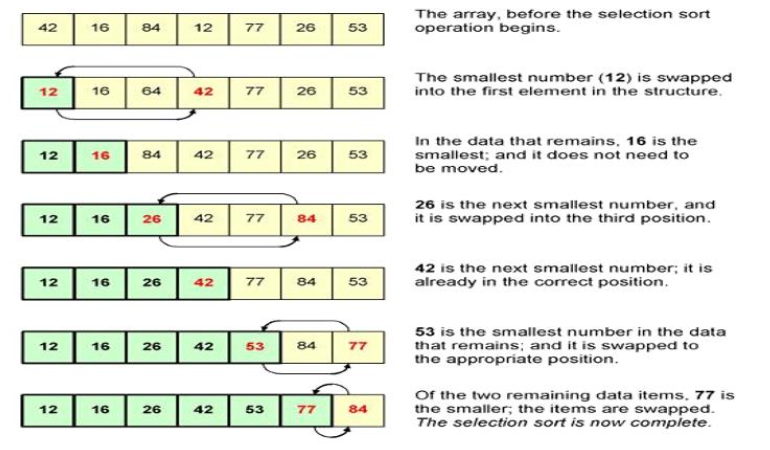 42 16 84 12 77 26 53
The array, before the selection sort
operation begins.
12 16 64 42 77 26 53
The smallest number (12) is swapped
into the first element in the structure.
12 16 84 42 77 26 53
In the data that remains, 16 is the
smallest; and it does not need to
be moved.
12 16 26 42 77 84 53
26 is the next smallest number, and
it is swapped into the third position.
12 16 26 42 77 84 53
42 is the next smallest number; it is
already in the correct position.
12 16 26 42 53 84 77
53 is the smallest number in the data
that remains; and it is swapped to
the appropriate position.
12 16 26 42 53 77 84
Of the two remaining data items, 77 is
the smaller; the items are swapped.
The selection sort is now complete.